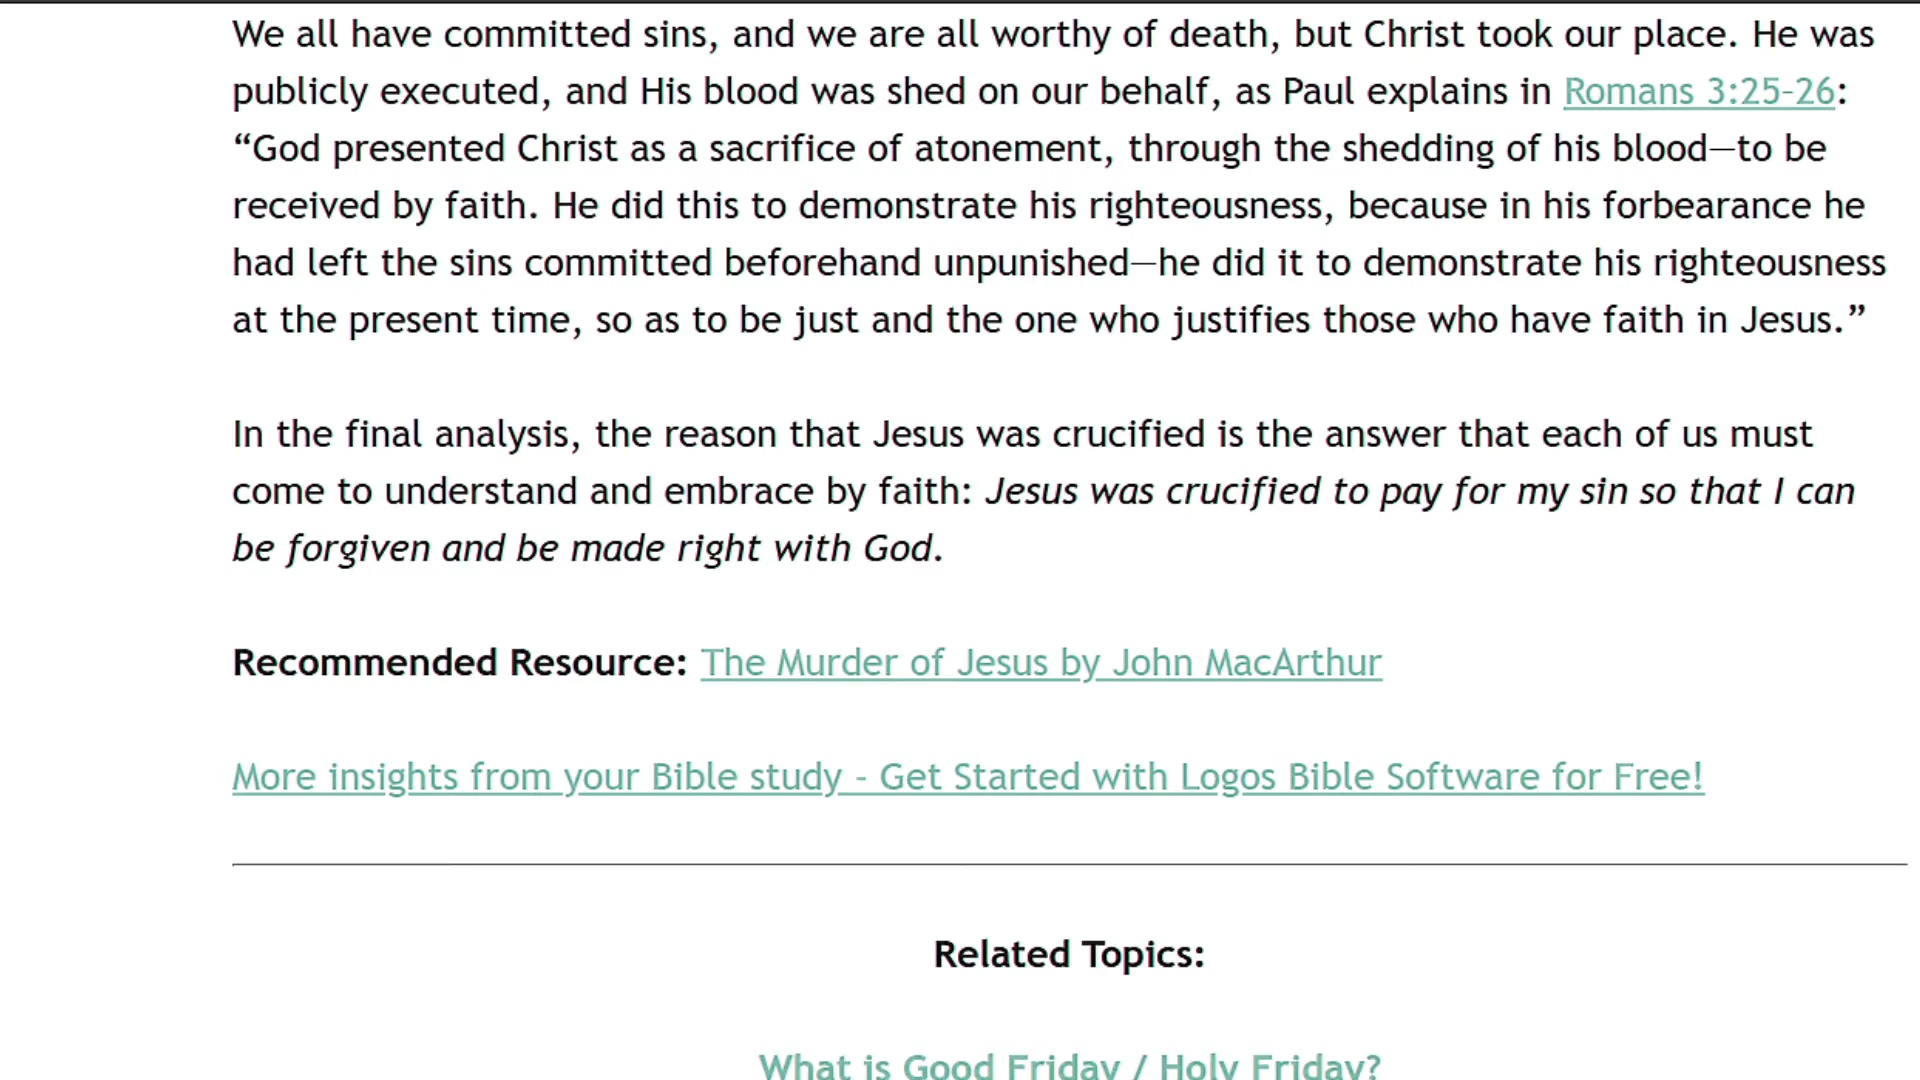 We all have committed sins, and we are all worthy of death, but Christ took our place. He was
publicly executed, and His blood was shed on our behalf, as Paul explains in Romans 3:25-26:
“God presented Christ as a sacrifice of atonement, through the shedding of his blood—to be
received by faith. He did this to demonstrate his righteousness, because in his forbearance he
had left the sins committed beforehand unpunished—he did it to demonstrate his righteousness
at the present time, so as to be just and the one who justifies those who have faith in Jesus.”
In the final analysis, the reason that Jesus was crucified is the answer that each of us must
come to understand and embrace by faith: Jesus was crucified to pay for my sin so that I can
be forgiven and be made right with God.
Recommended Resource: The Murder of Jesus by John MacArthur
More insights from your Bible study - Get Started with Logos Bible Software for Free!
Related Topics:
What is Good Friday / Holy Friday?